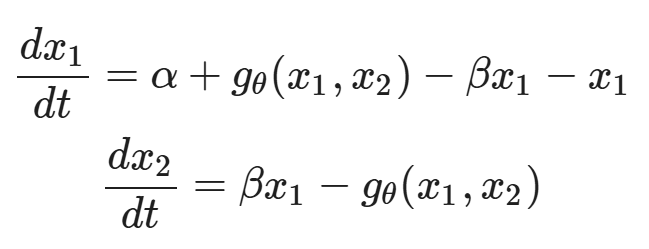 dx₁/dt = α + g_θ(x₁, x₂) − βx₁ − x₁
dx₂/dt = βx₁ − g_θ(x₁, x₂)